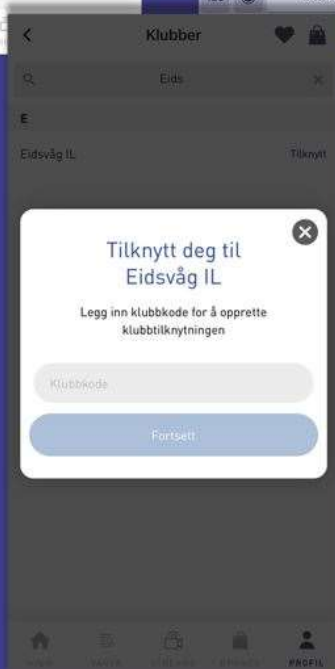 Klubber
Eids
E
Eidsvåg IL Tilknytt
Tilknytt deg til
Eidsvåg IL
Legg inn klubbkode for å opprette
klubbtilknytningen
Klubbkode
Fortsett
PROFIL